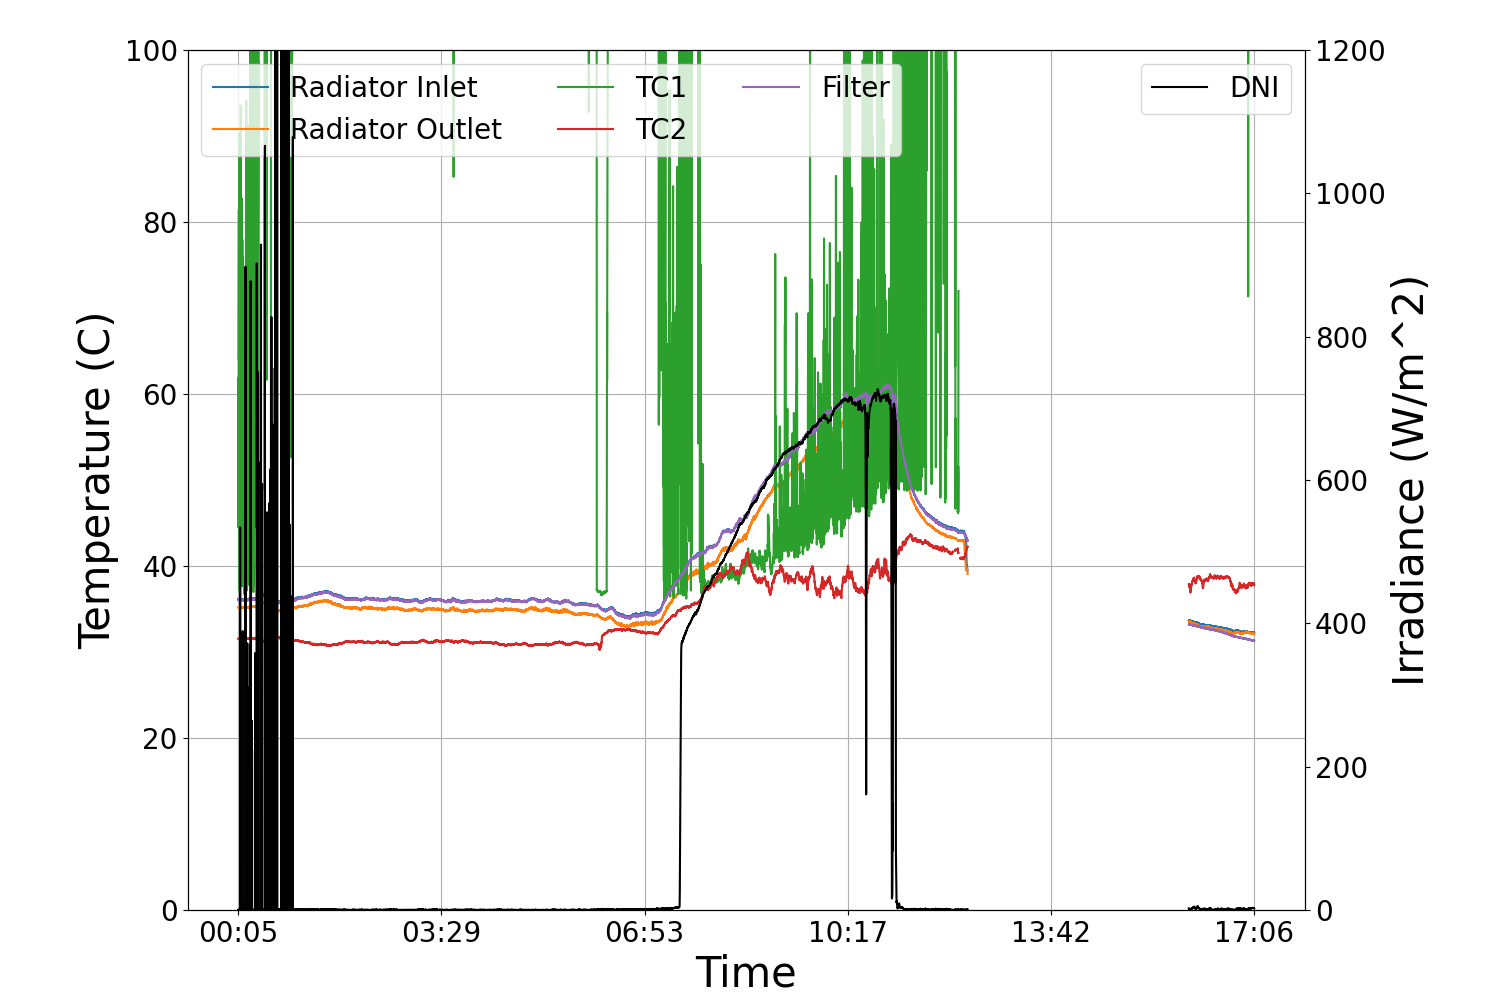 100
80
60
40
20
0
Temperature (C)
Radiator Inlet
Radiator Outlet
TC1
TC2
Filter
DNI
1200
1000
800
600
400
200
0
Irradiance (W/m^2)
00:05 03:29 06:53 10:17 13:42 17:06
Time